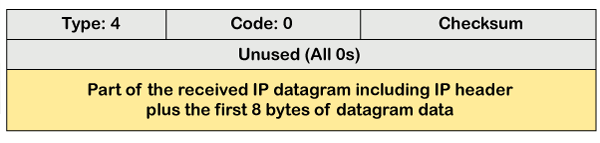 Type: 4 Code: 0 Checksum
Unused (All 0s)
Part of the received IP datagram including IP header
plus the first 8 bytes of datagram data